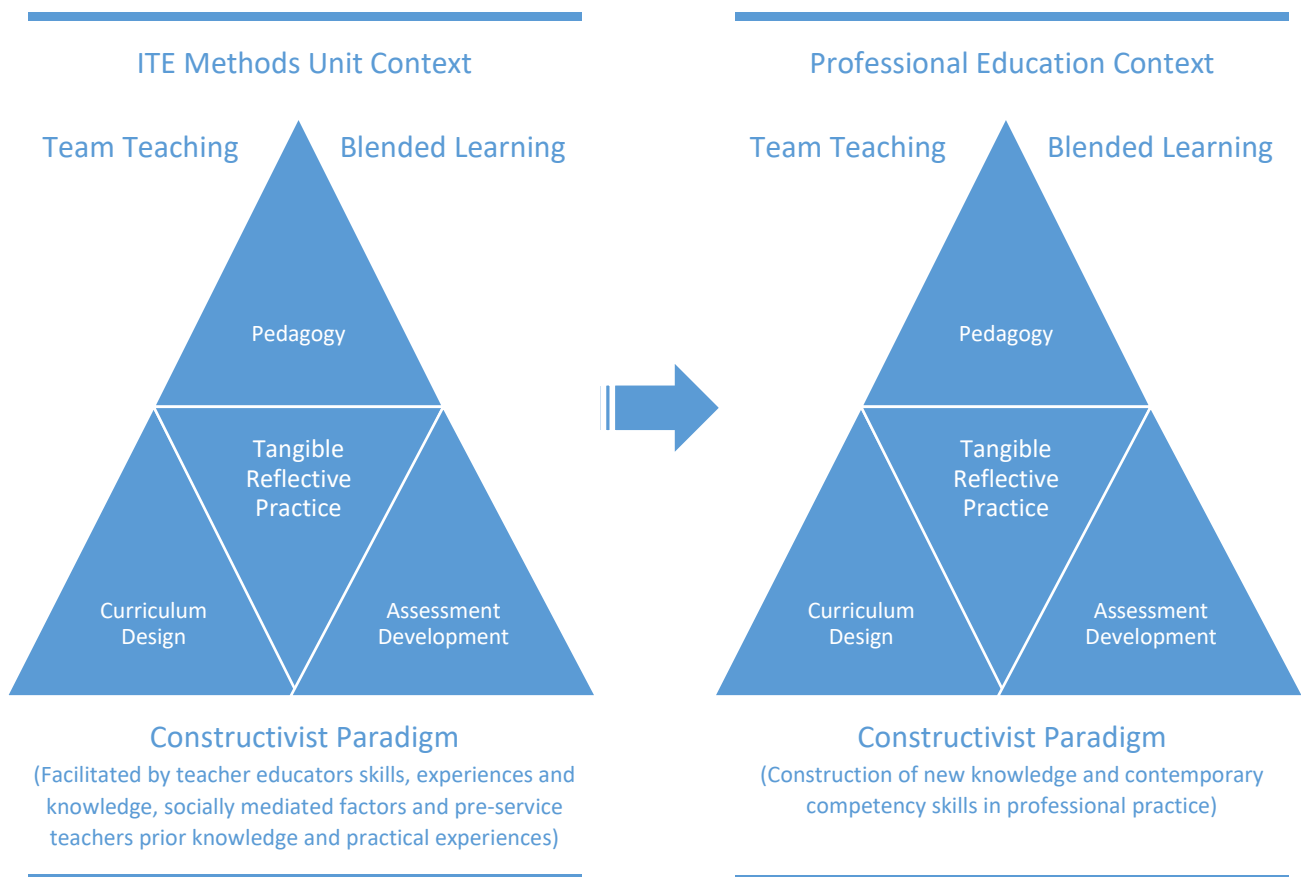 ITE Methods Unit Context
Team Teaching
Blended Learning
Pedagogy
Tangible
Reflective
Practice
Curriculum
Design
Assessment
Development
Constructivist Paradigm
(Facilitated by teacher educators skills, experiences and
knowledge, socially mediated factors and pre-service
teachers prior knowledge and practical experiences)
Professional Education Context
Team Teaching
Blended Learning
Pedagogy
Tangible
Reflective
Practice
Curriculum
Design
Assessment
Development
Constructivist Paradigm
(Construction of new knowledge and contemporary
competency skills in professional practice)